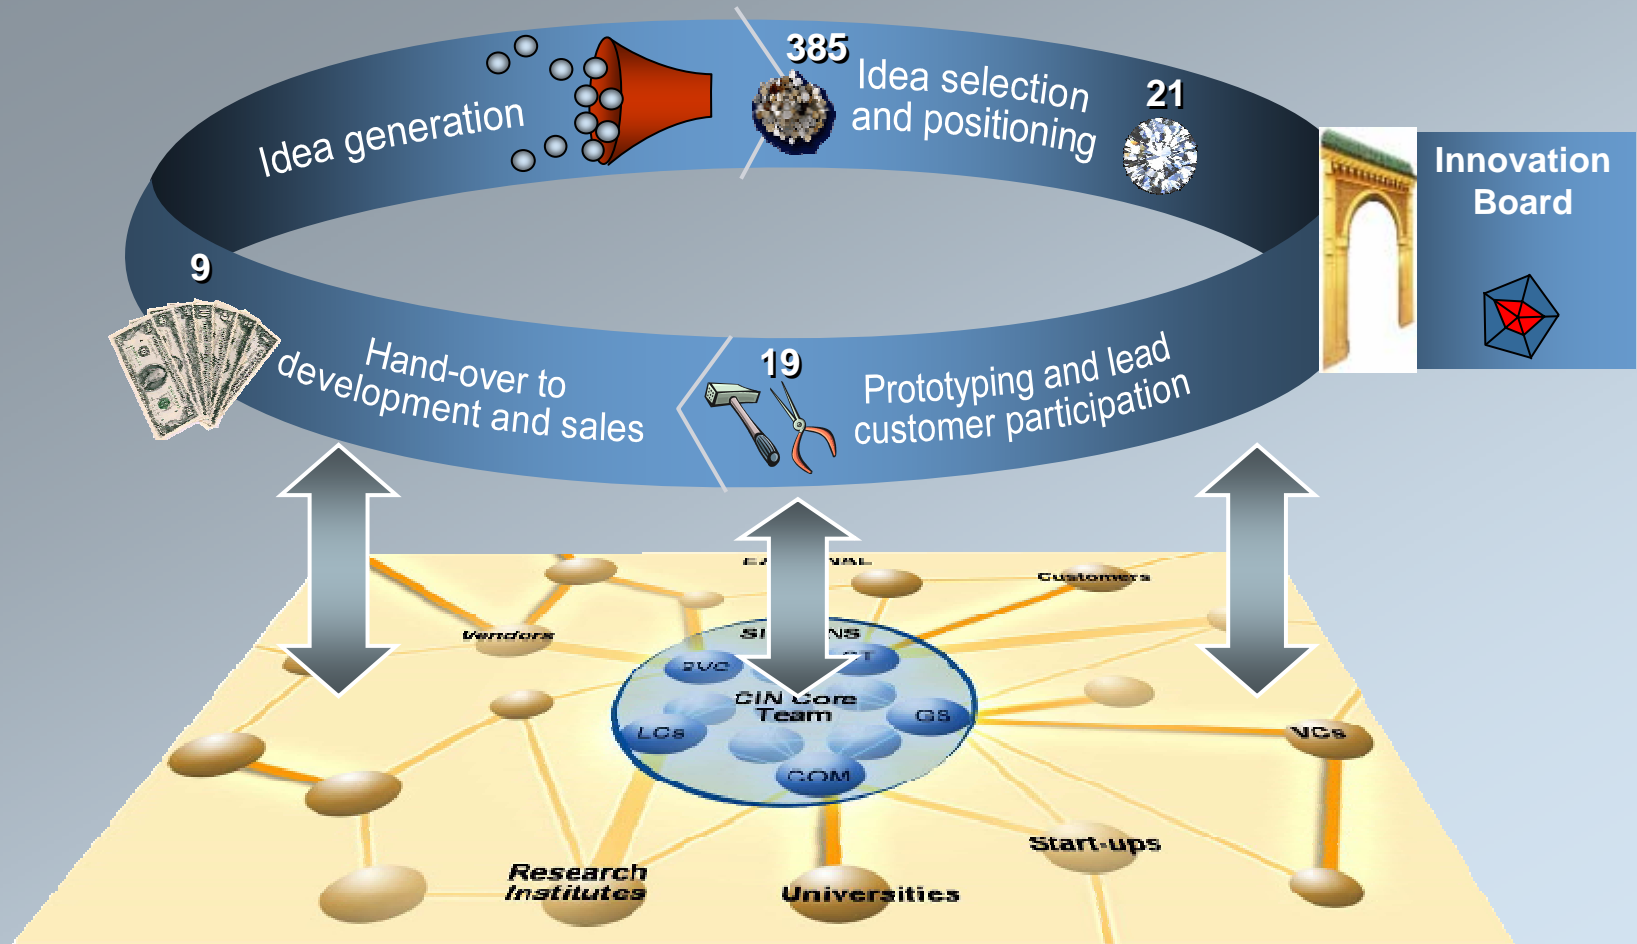 385
Idea selection
and positioning
21
Idea generation
Innovation
Board
9
Hand-over to
development and sales
19
Prototyping and lead
customer participation
Customers
Vendors
CIN Core
Team
GS
LCs
COM
VCs
Start-ups
Research
Institutes
Universities